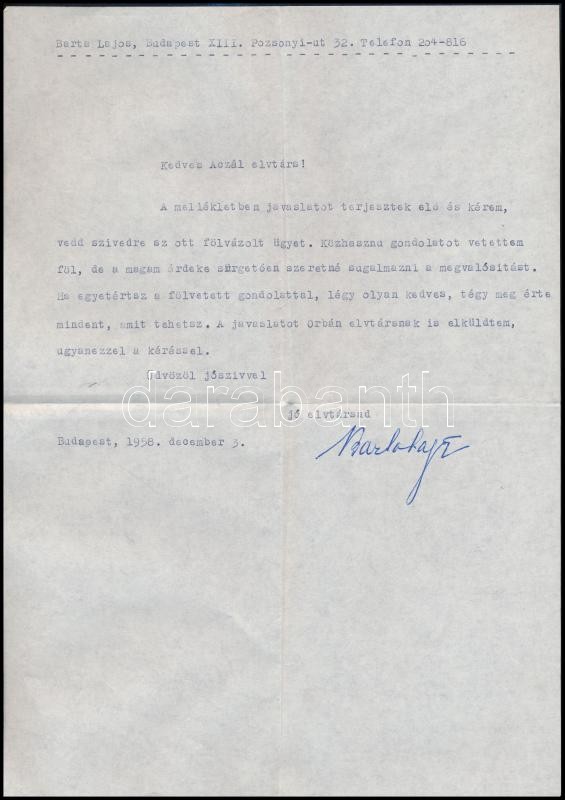 Barta Lajos, Budapest XIII. Pozsonyi-ut 32. Telefon 2o4-816
Kedves Aczál elvtárs!
A mellékletben javaslatot terjesztek elő és kérem,
vedd szivedre az ott fölvázolt ügyet. Közhasznu gondolatot vetettem
föl, de a magam érdeke sürgetően szeretné sugalmazni a megvalósitást.
Ha egyetértsz a fölvetett gondolattal, légy olyan kedves, tégy meg érte
mindent, amit tehetsz. A javaslatot Orbán elvtársnak is elküldtem,
ugyanezzel a kéréssel.
Üdvözöl jószivvel
darabanth
jó elvtársad
Budapest, 1958. december 3.
Barta Lajos